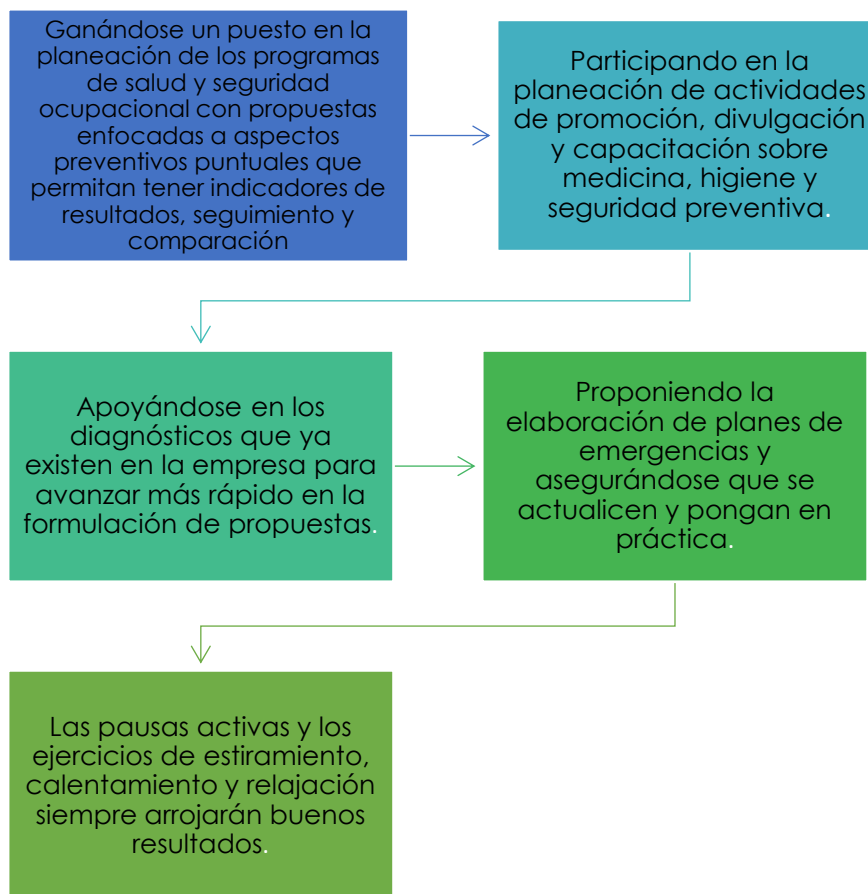 Ganándose un puesto en la
planeación de los programas
de salud y seguridad
ocupacional con propuestas
enfocadas a aspectos
preventivos puntuales que
permitan tener indicadores de
resultados, seguimiento y
comparación
Participando en la
planeación de actividades
de promoción, divulgación
y capacitación sobre
medicina, higiene y
seguridad preventiva.
Apoyándose en los
diagnósticos que ya
existen en la empresa para
avanzar más rápido en la
formulación de propuestas.
Proponiendo la
elaboración de planes de
emergencias y
asegurándose que se
actualicen y pongan en
práctica.
Las pausas activas y los
ejercicios de estiramiento,
calentamiento y relajación
siempre arrojarán buenos
resultados.